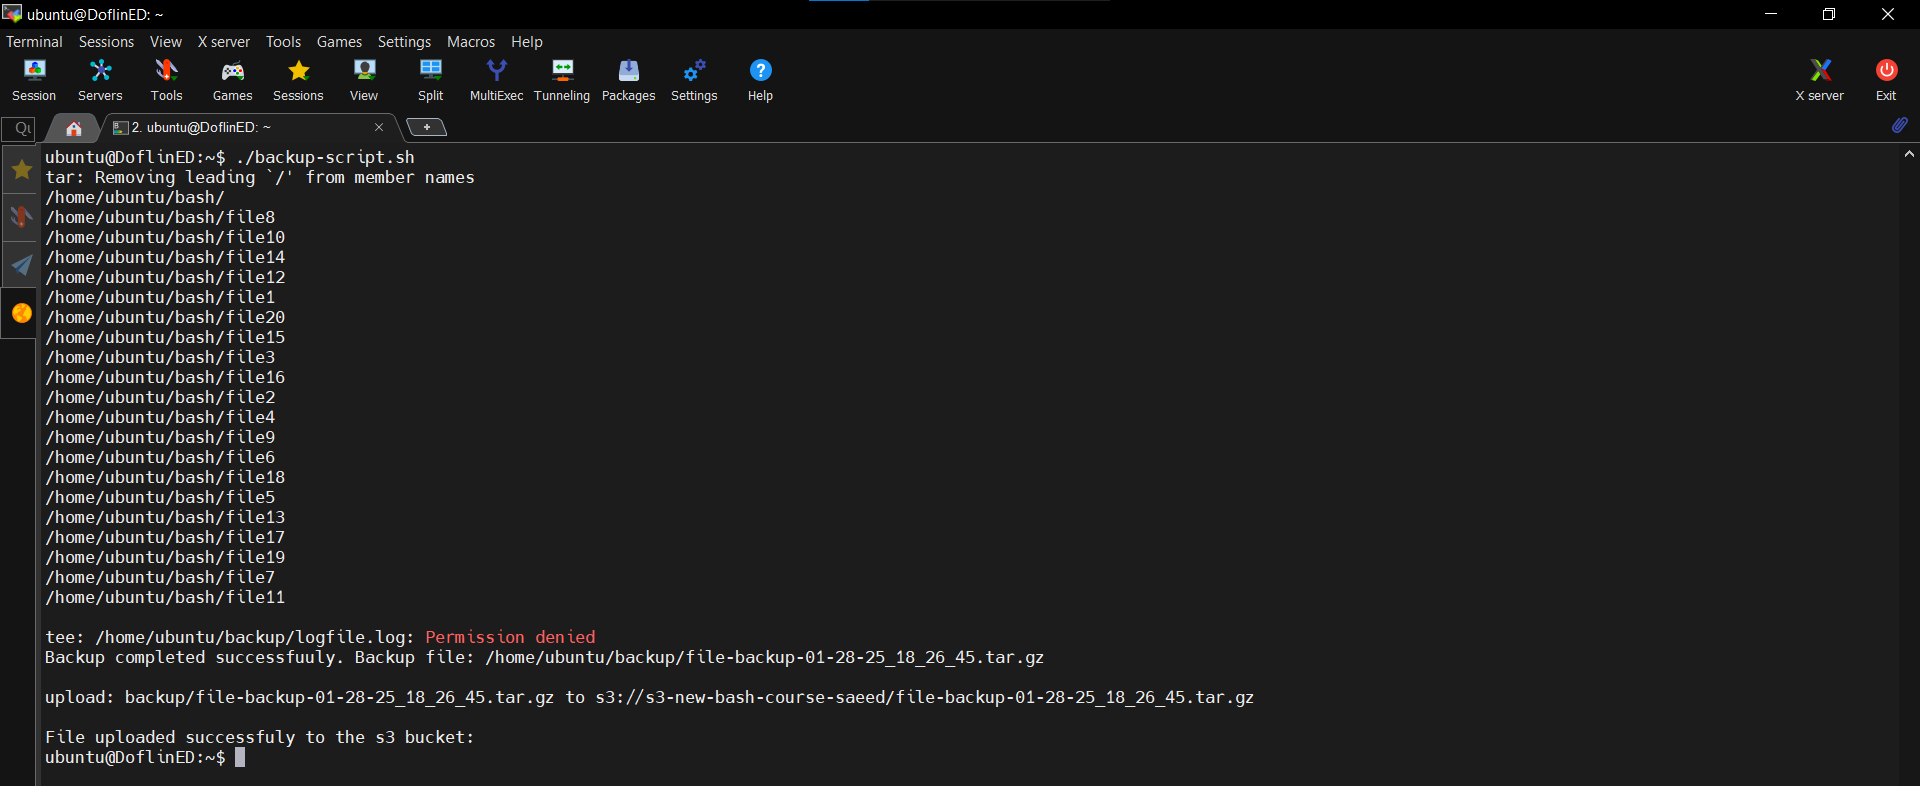 ubuntu@DoflinED: ~
Terminal Sessions View X server Tools Games Settings Macros Help
Session Servers Tools Games Sessions View Split MultiExec Tunneling Packages Settings Help X server Exit
2. ubuntu@DoflinED: ~
ubuntu@DoflinED:~$ ./backup-script.sh
tar: Removing leading `/' from member names
/home/ubuntu/bash/
/home/ubuntu/bash/file8
/home/ubuntu/bash/file10
/home/ubuntu/bash/file14
/home/ubuntu/bash/file12
/home/ubuntu/bash/file1
/home/ubuntu/bash/file20
/home/ubuntu/bash/file15
/home/ubuntu/bash/file3
/home/ubuntu/bash/file16
/home/ubuntu/bash/file2
/home/ubuntu/bash/file4
/home/ubuntu/bash/file9
/home/ubuntu/bash/file6
/home/ubuntu/bash/file18
/home/ubuntu/bash/file5
/home/ubuntu/bash/file13
/home/ubuntu/bash/file17
/home/ubuntu/bash/file19
/home/ubuntu/bash/file7
/home/ubuntu/bash/file11
tee: /home/ubuntu/backup/logfile.log: Permission denied
Backup completed successfuuly. Backup file: /home/ubuntu/backup/file-backup-01-28-25_18_26_45.tar.gz
upload: backup/file-backup-01-28-25_18_26_45.tar.gz to s3://s3-new-bash-course-saeed/file-backup-01-28-25_18_26_45.tar.gz
File uploaded successfuly to the s3 bucket:
ubuntu@DoflinED:~$